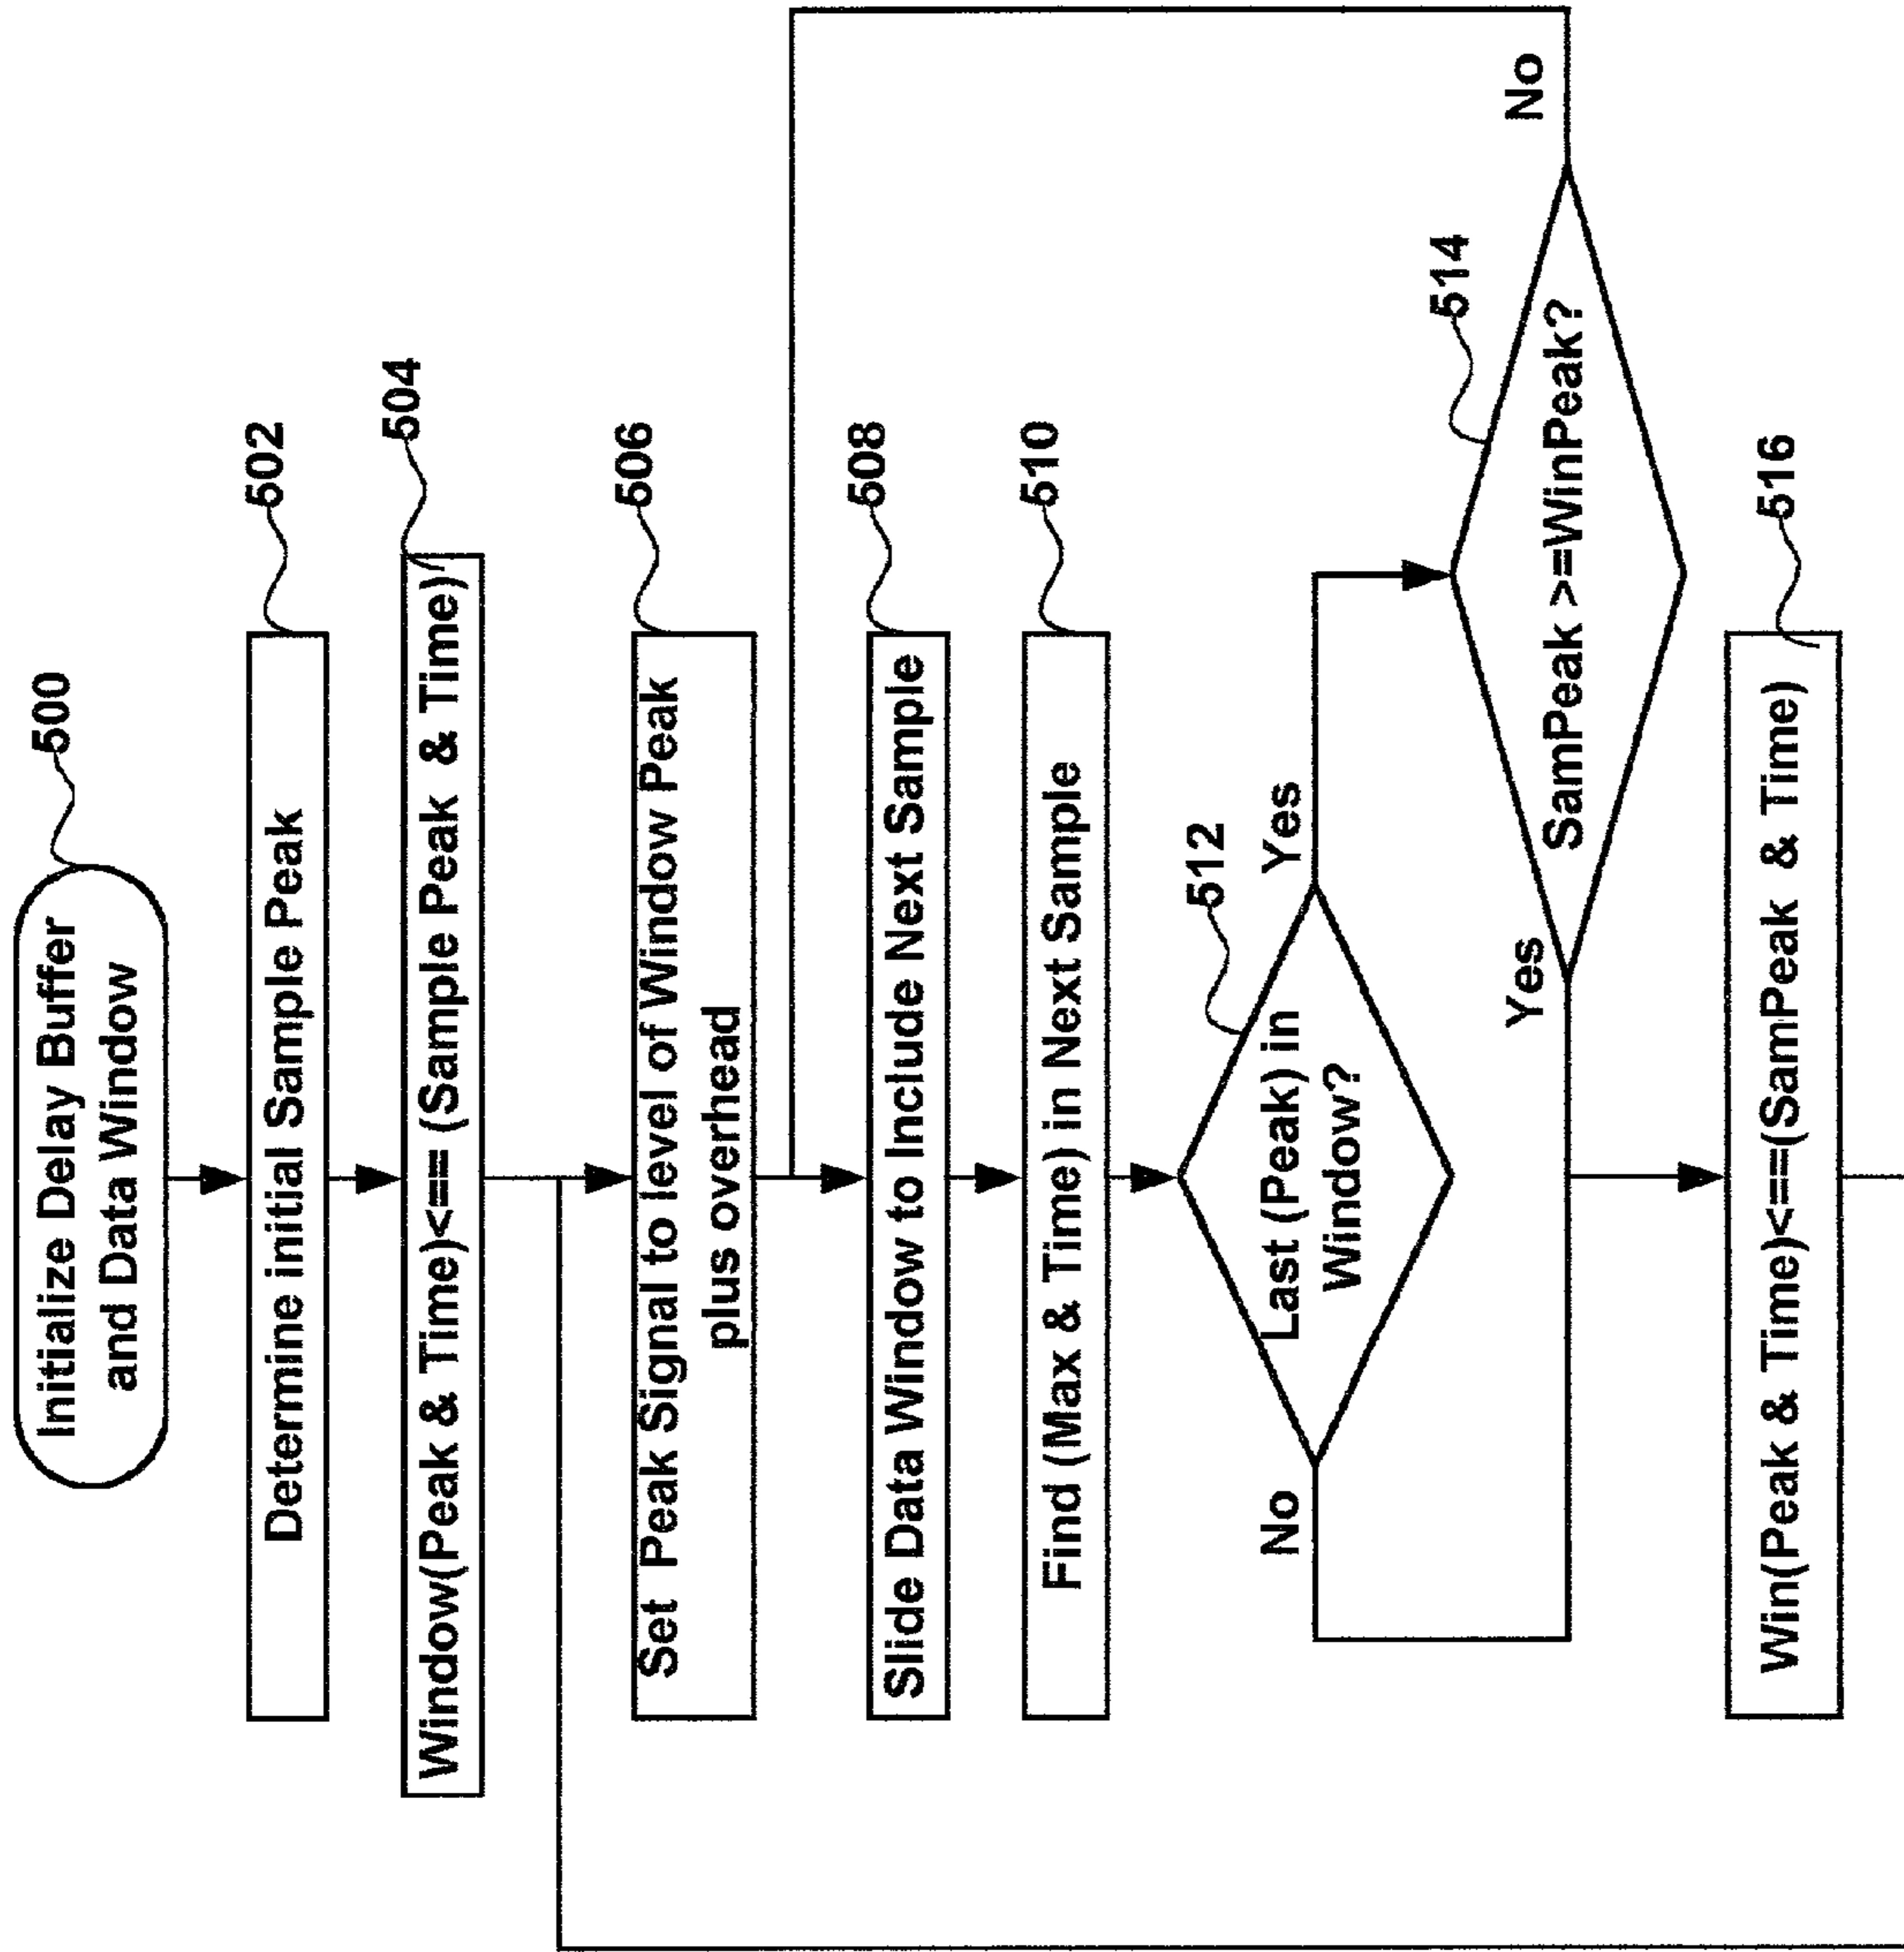 Initialize Delay Buffer
and Data Window
500
Determine initial Sample Peak
502
Window(Peak & Time)<== (Sample Peak & Time)
504
Set Peak Signal to level of Window Peak
plus overhead
506
Slide Data Window to Include Next Sample
508
Find (Max & Time) in Next Sample
510
Last (Peak) in
Window?
512
No
Yes
SamPeak >=WinPeak?
514
Yes
No
Win(Peak & Time)<==(SamPeak & Time)
516